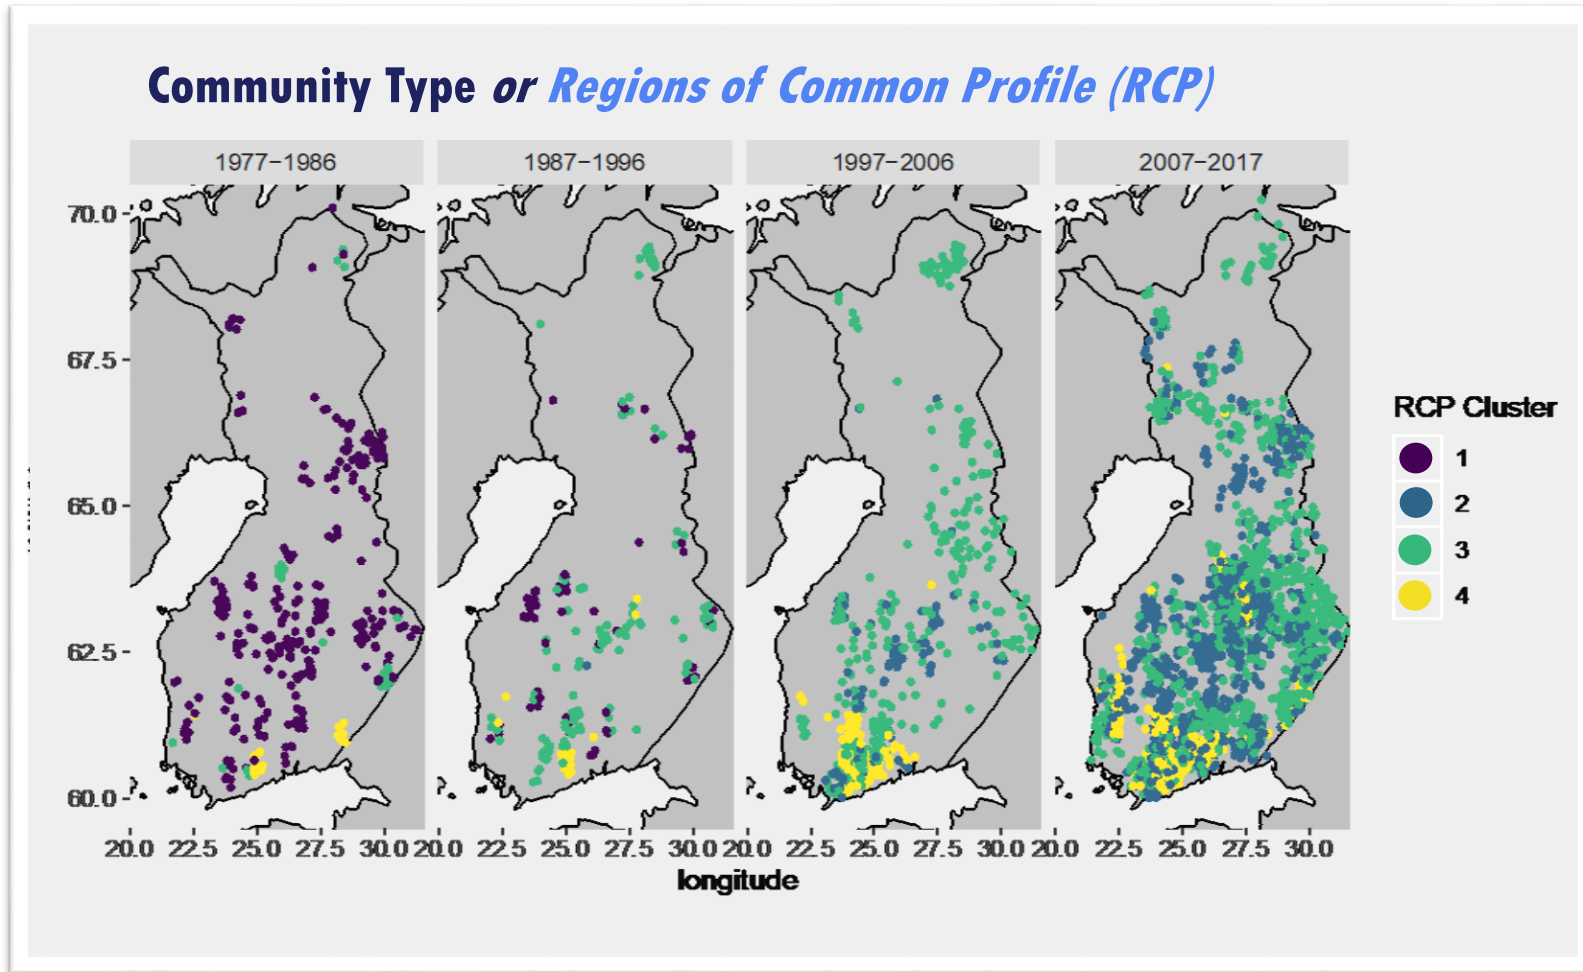 Community Type or Regions of Common Profile (RCP)
1977−1986 1987−1996 1997−2006 2007−2017
70.0
67.5
65.0
62.5
60.0
20.0 22.5 25.0 27.5 30.0 20.0 22.5 25.0 27.5 30.0 20.0 22.5 25.0 27.5 30.0 20.0 22.5 25.0 27.5 30.0
longitude
RCP Cluster
1
2
3
4